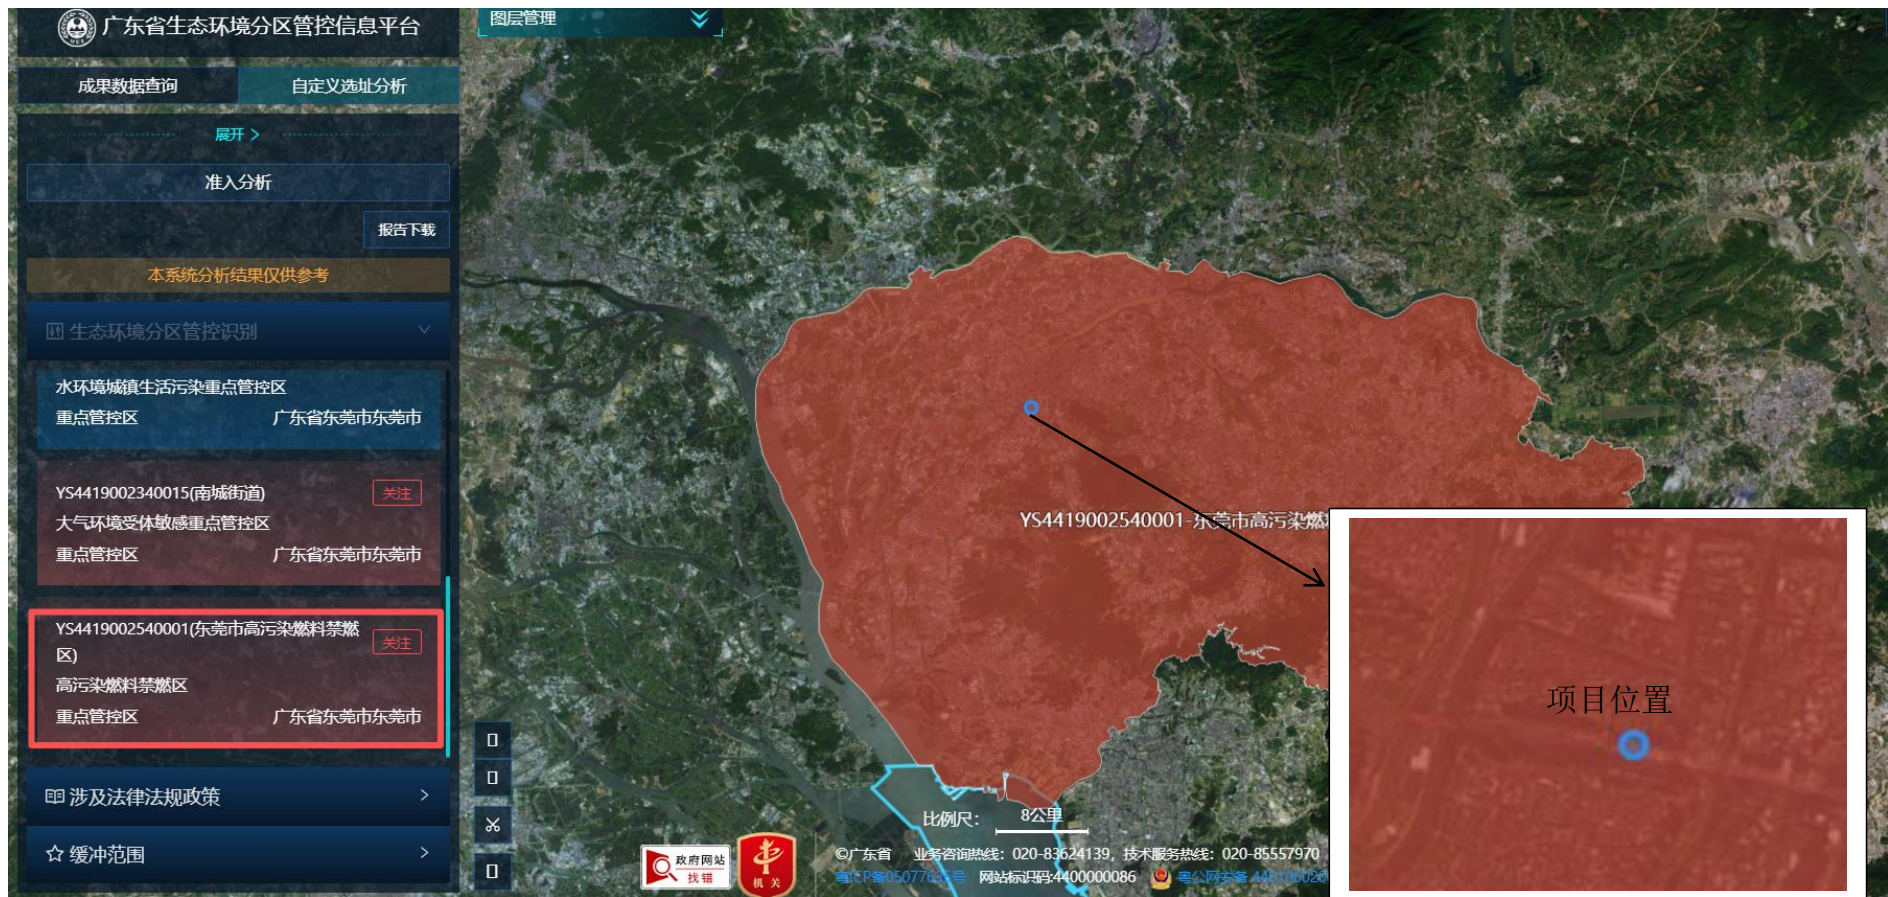 广东省生态环境分区管控信息平台
成果数据查询
自定义选址分析
展开 >
准入分析
报告下载
本系统分析结果仅供参考
生态环境分区管控识别
水环境城镇生活污染重点管控区
重点管控区
广东省东莞市东莞市
YS4419002340015(南城街道)
关注
大气环境受体敏感重点管控区
重点管控区
广东省东莞市东莞市
YS4419002540001(东莞市高污染燃料禁燃
区)
关注
高污染燃料禁燃区
重点管控区
广东省东莞市东莞市
涉及法律法规政策
缓冲范围
图层管理
YS4419002540001-东莞市高污染燃
项目位置
比例尺：
8公里
政府网站
找错
机关
©广东省 业务咨询热线：020-83624139，技术服务热线：020-85557970
网站标识码:4400000086